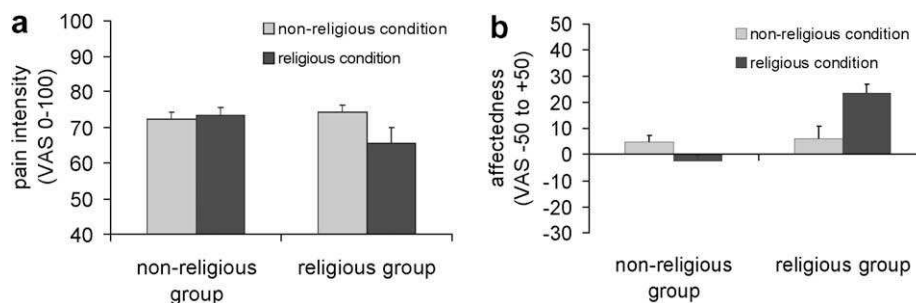 a
pain intensity
(VAS 0-100)
100
90
80
70
60
50
40
non-religious condition
religious condition
non-religious
group
religious group
b
affectedness
(VAS -50 to +50)
50
40
30
20
10
0
-10
-20
-30
non-religious condition
religious condition
non-religious
group
religious group